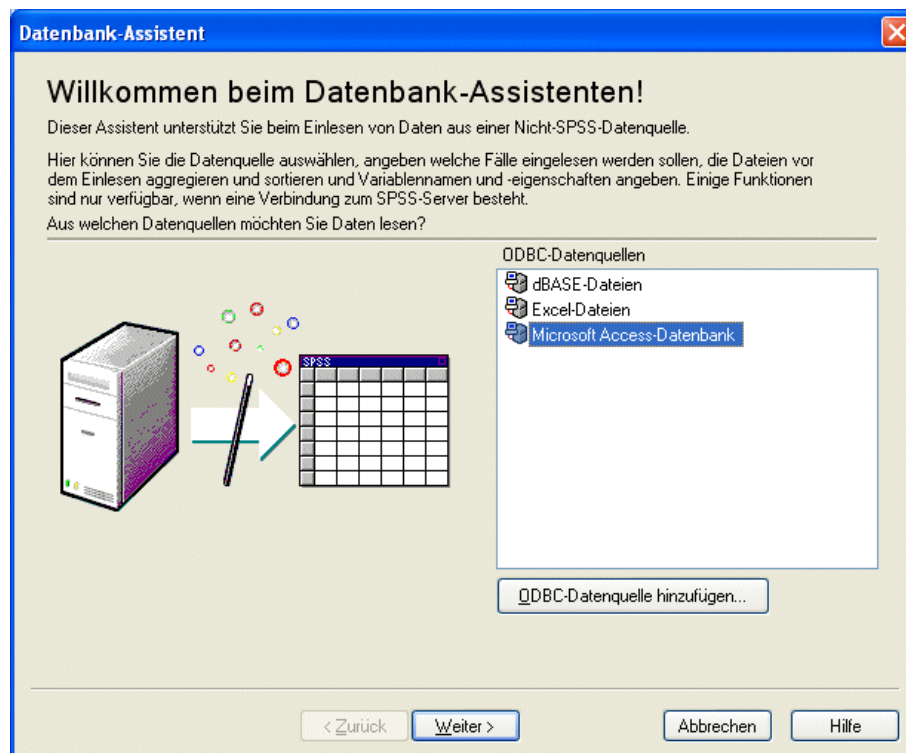 Datenbank-Assistent
Willkommen beim Datenbank-Assistenten!
Dieser Assistent unterstützt Sie beim Einlesen von Daten aus einer Nicht-SPSS-Datenquelle.
Hier können Sie die Datenquelle auswählen, angeben welche Fälle eingelesen werden sollen, die Dateien vor
dem Einlesen aggregieren und sortieren und Variablennamen und -eigenschaften angeben. Einige Funktionen
sind nur verfügbar, wenn eine Verbindung zum SPSS-Server besteht.
Aus welchen Datenquellen möchten Sie Daten lesen?
ODBC-Datenquellen
dBASE-Dateien
Excel-Dateien
Microsoft Access-Datenbank
SPSS
ODBC-Datenquelle hinzufügen...
< Zurück
Weiter >
Abbrechen
Hilfe